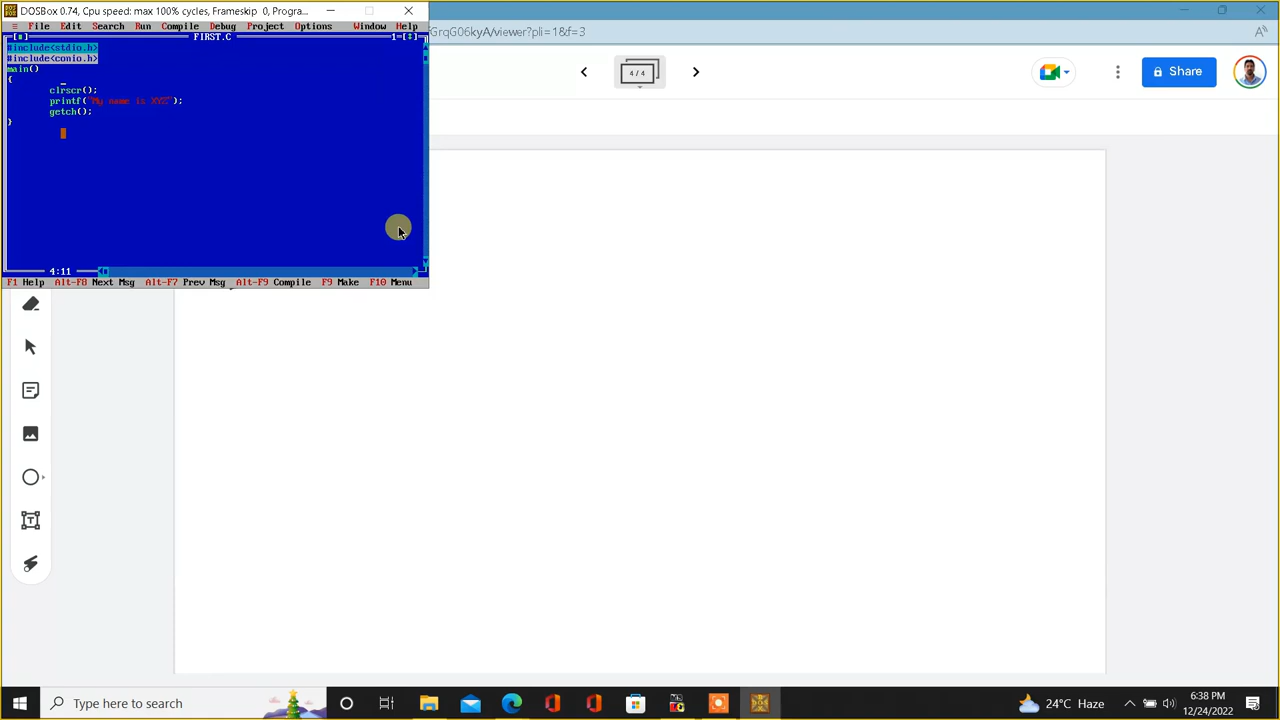 DOSBox 0.74, Cpu speed: max 100% cycles, Frameskip 0, Progra...
≡ File Edit Search Run Compile Debug Project Options Window Help
FIRST.C 1
#include<stdio.h>
#include<conio.h>
main()
{
clrscr();
printf("My name is XYZ");
getch();
}
4:11
F1 Help Alt-F8 Next Msg Alt-F7 Prev Msg Alt-F9 Compile F9 Make F10 Menu
GrqG06kyA/viewer?pli=1&f=3
4 / 4
Share
Type here to search
24°C Haze
6:38 PM
12/24/2022